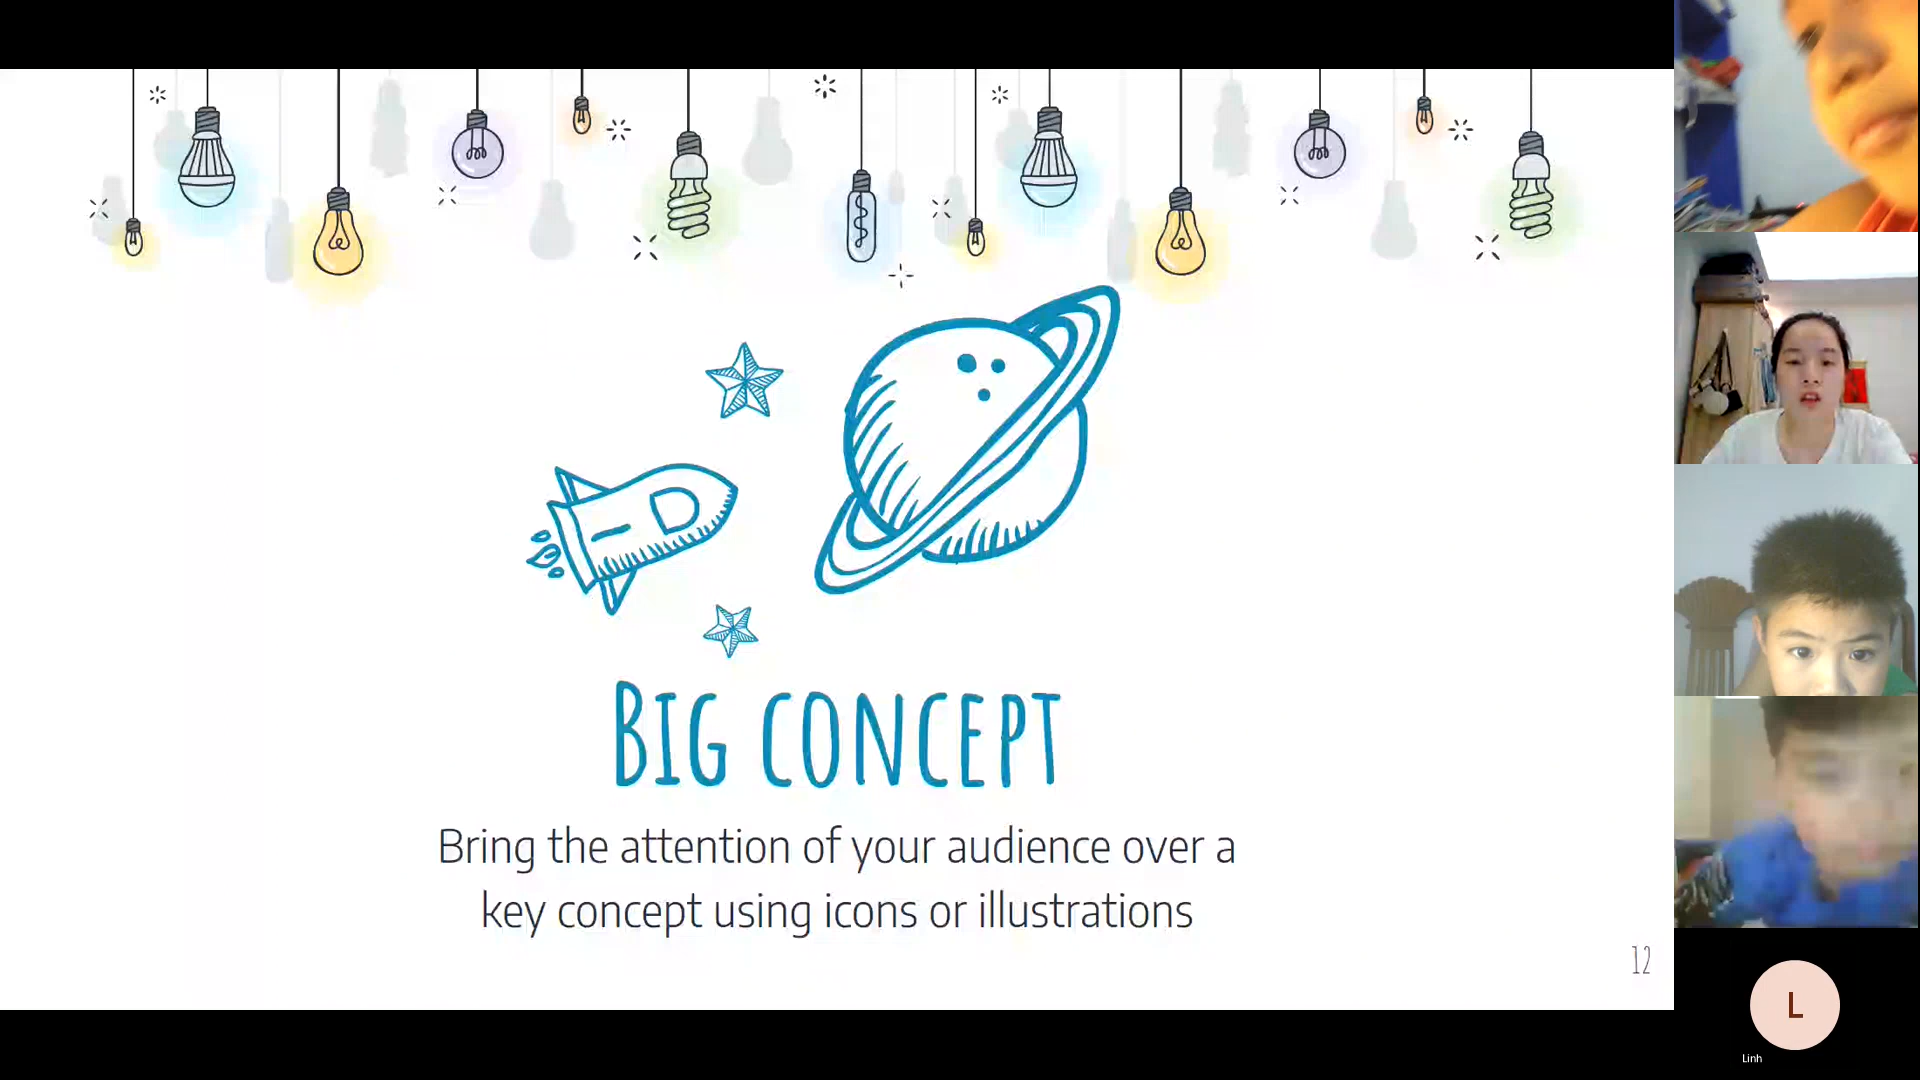 BIG CONCEPT
Bring the attention of your audience over a
key concept using icons or illustrations
12
L
Linh